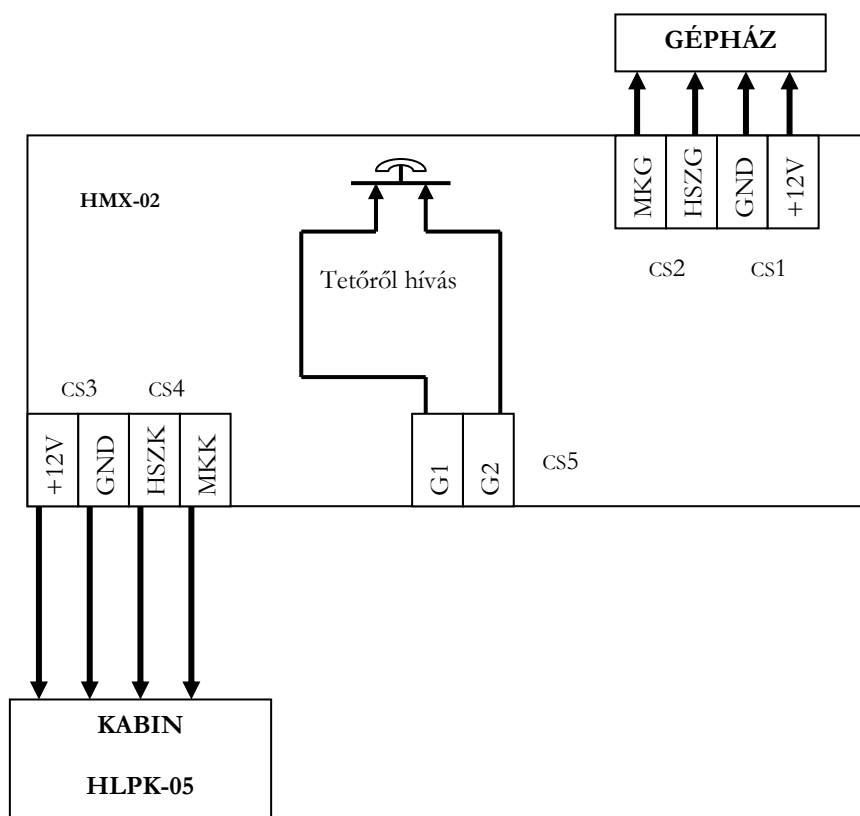 GÉPHÁZ
MKG
HSZG
GND
+12V
HMX-02
CS2
CS1
Tetőről hívás
CS3
CS4
+12V
GND
HSZK
MKK
G1
G2
CS5
KABIN
HLPK-05